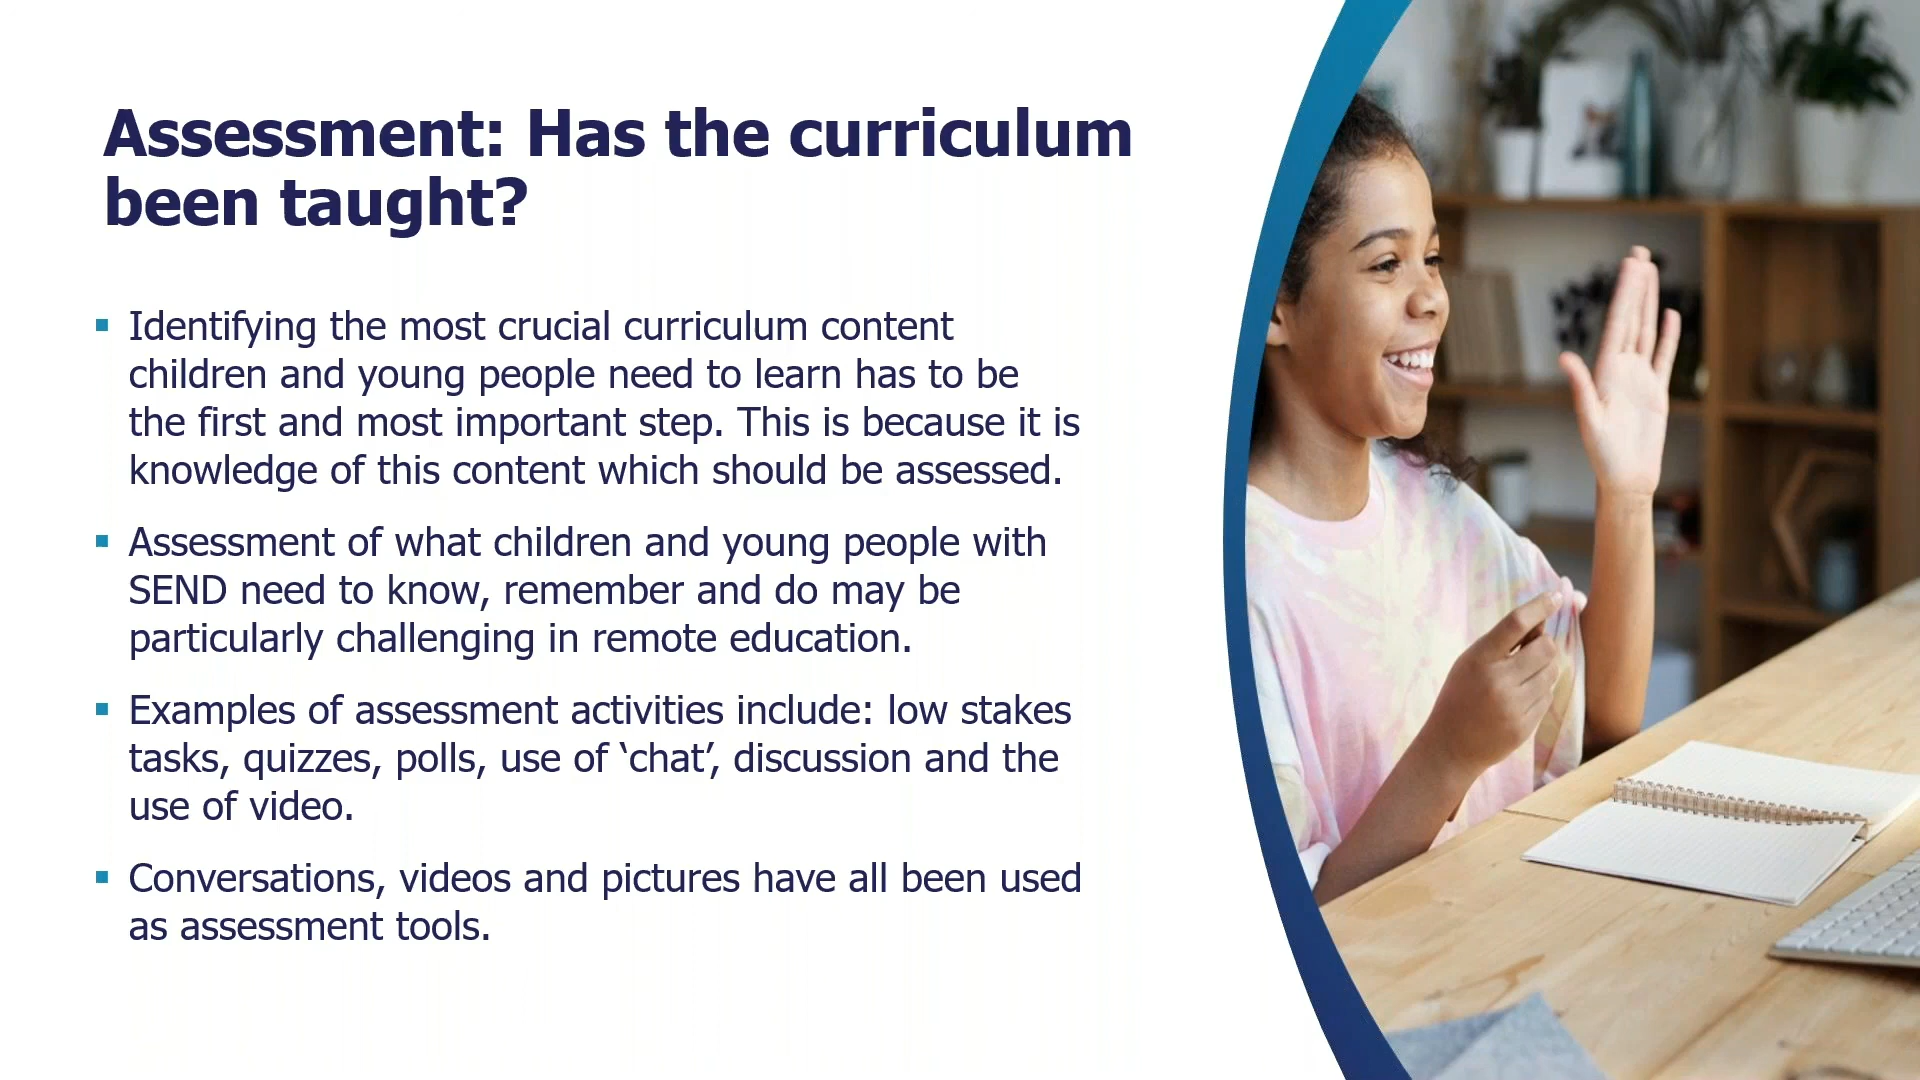 Assessment: Has the curriculum
been taught?
▪ Identifying the most crucial curriculum content
children and young people need to learn has to be
the first and most important step. This is because it is
knowledge of this content which should be assessed.
▪ Assessment of what children and young people with
SEND need to know, remember and do may be
particularly challenging in remote education.
▪ Examples of assessment activities include: low stakes
tasks, quizzes, polls, use of ‘chat’, discussion and the
use of video.
▪ Conversations, videos and pictures have all been used
as assessment tools.